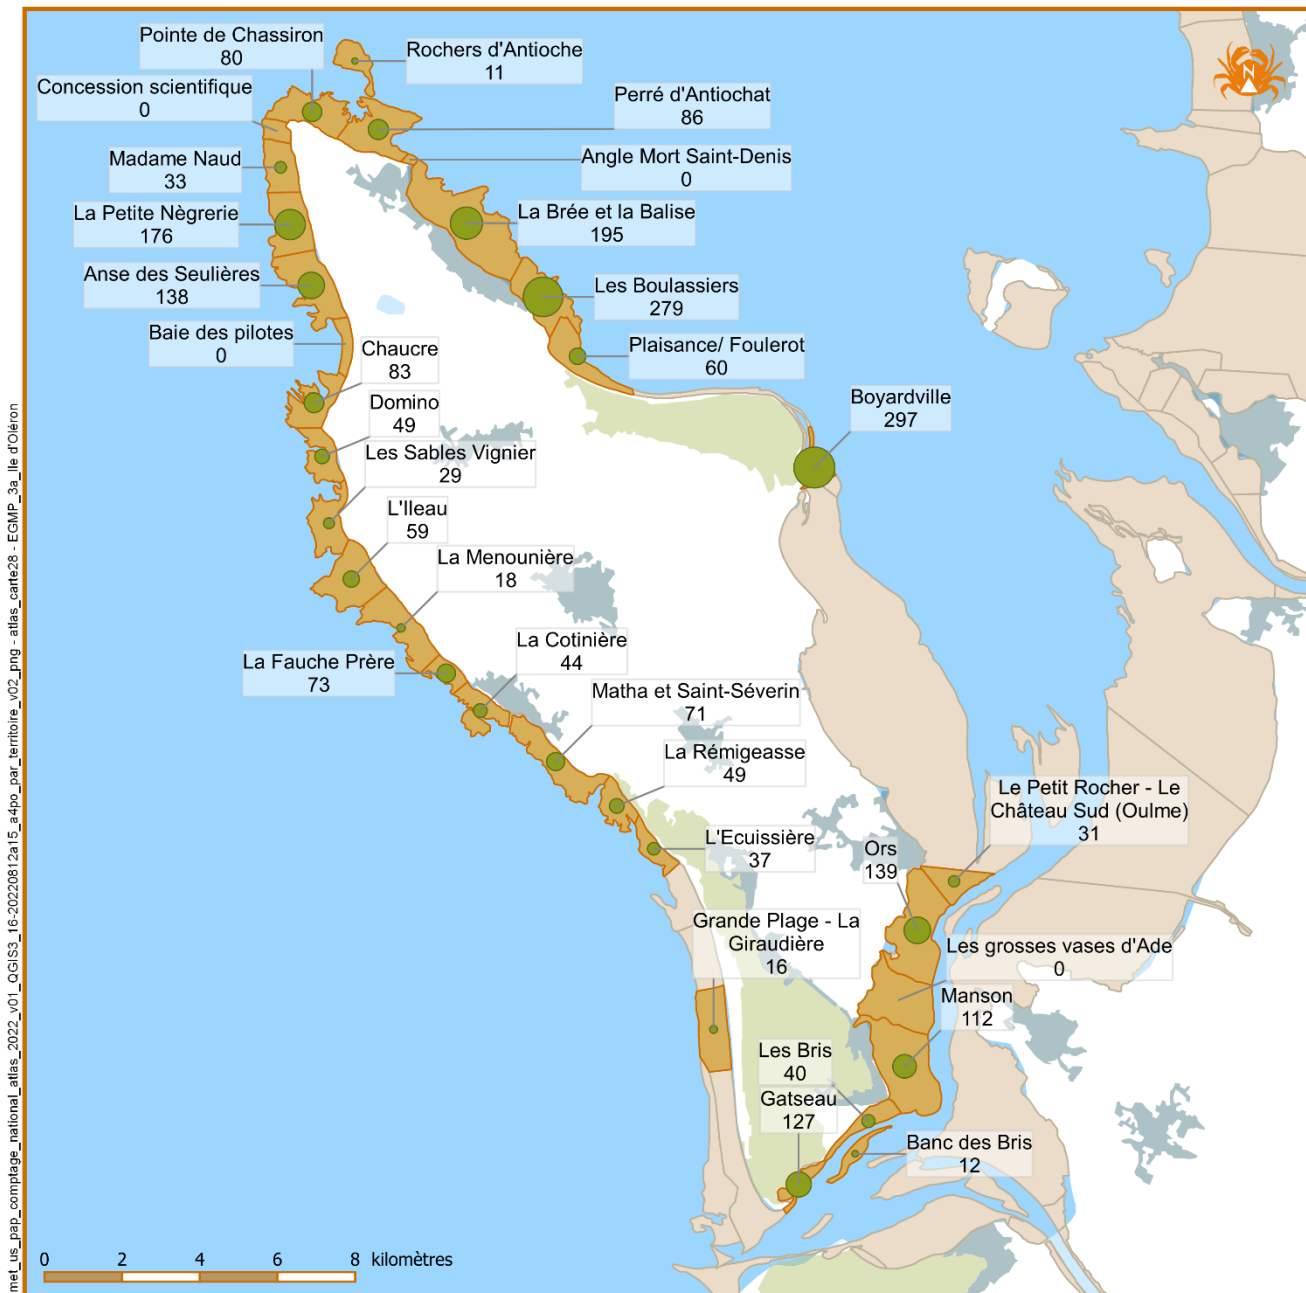 Pointe de Chassiron
80
Rochers d'Antioche
11
Concession scientifique
0
Perré d'Antiochat
86
Madame Naud
33
Angle Mort Saint-Denis
0
La Petite Nègrerie
176
La Brée et la Balise
195
Anse des Seulières
138
Les Boulassiers
279
Baie des pilotes
0
Chaucre
83
Plaisance/ Foulerot
60
Domino
49
Boyardville
297
Les Sables Vignier
29
L'Ileau
59
La Menounière
18
La Cotinière
44
La Fauche Prère
73
Matha et Saint-Séverin
71
La Rémigeasse
49
Le Petit Rocher - Le
Château Sud (Oulme)
31
L'Ecuissière
37
Ors
139
Grande Plage - La
Giraudière
16
Les grosses vases d'Ade
0
Manson
112
Les Bris
40
Gatseau
127
Banc des Bris
12
N
0 2 4 6 8 kilomètres
met_us_pap_comptage_national_atlas_2022_v01_QGIS3_16-20220812a15_a4po_par_territoire_v02_png - atlas_carte28 - EGMP_3a_Ile d'Oléron